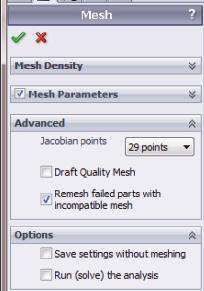 Mesh ?
Mesh Density
Mesh Parameters
Advanced
Jacobian points 29 points
Draft Quality Mesh
Remesh failed parts with
incompatible mesh
Options
Save settings without meshing
Run (solve) the analysis